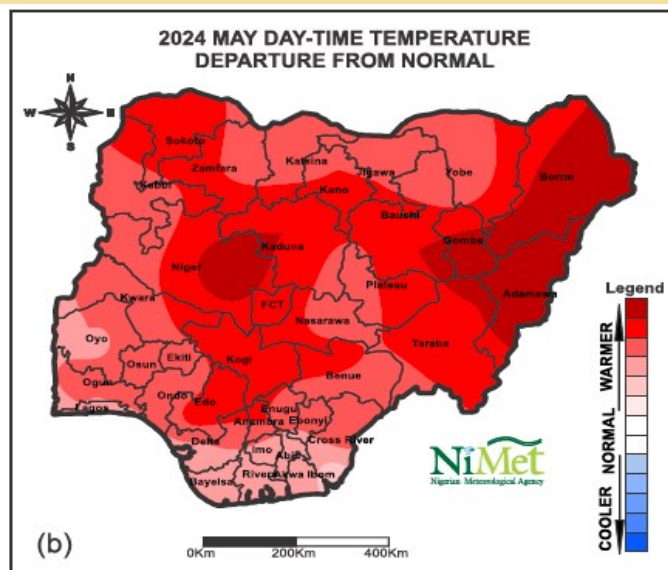 2024 MAY DAY-TIME TEMPERATURE
DEPARTURE FROM NORMAL
N
W E
S
Sokoto
Zamfara
Katsina
Jigawa
Yobe
Borno
Kebbi
Kano
Bauchi
Gombe
Kaduna
Niger
Adamawa
Plateau
FCT
Nasarawa
Kwara
Taraba
Oyo
Kogi
Ekiti
Osun
Benue
Ogun
Ondo
Edo
Enugu
Lagos
Anambra
Ebonyi
Delta
Cross River
Imo
Abia
Bayelsa
Rivers
Akwa Ibom
Legend
WARMER
NORMAL
COOLER
NiMet
Nigerian Meteorological Agency
(b)
0Km 200Km 400Km